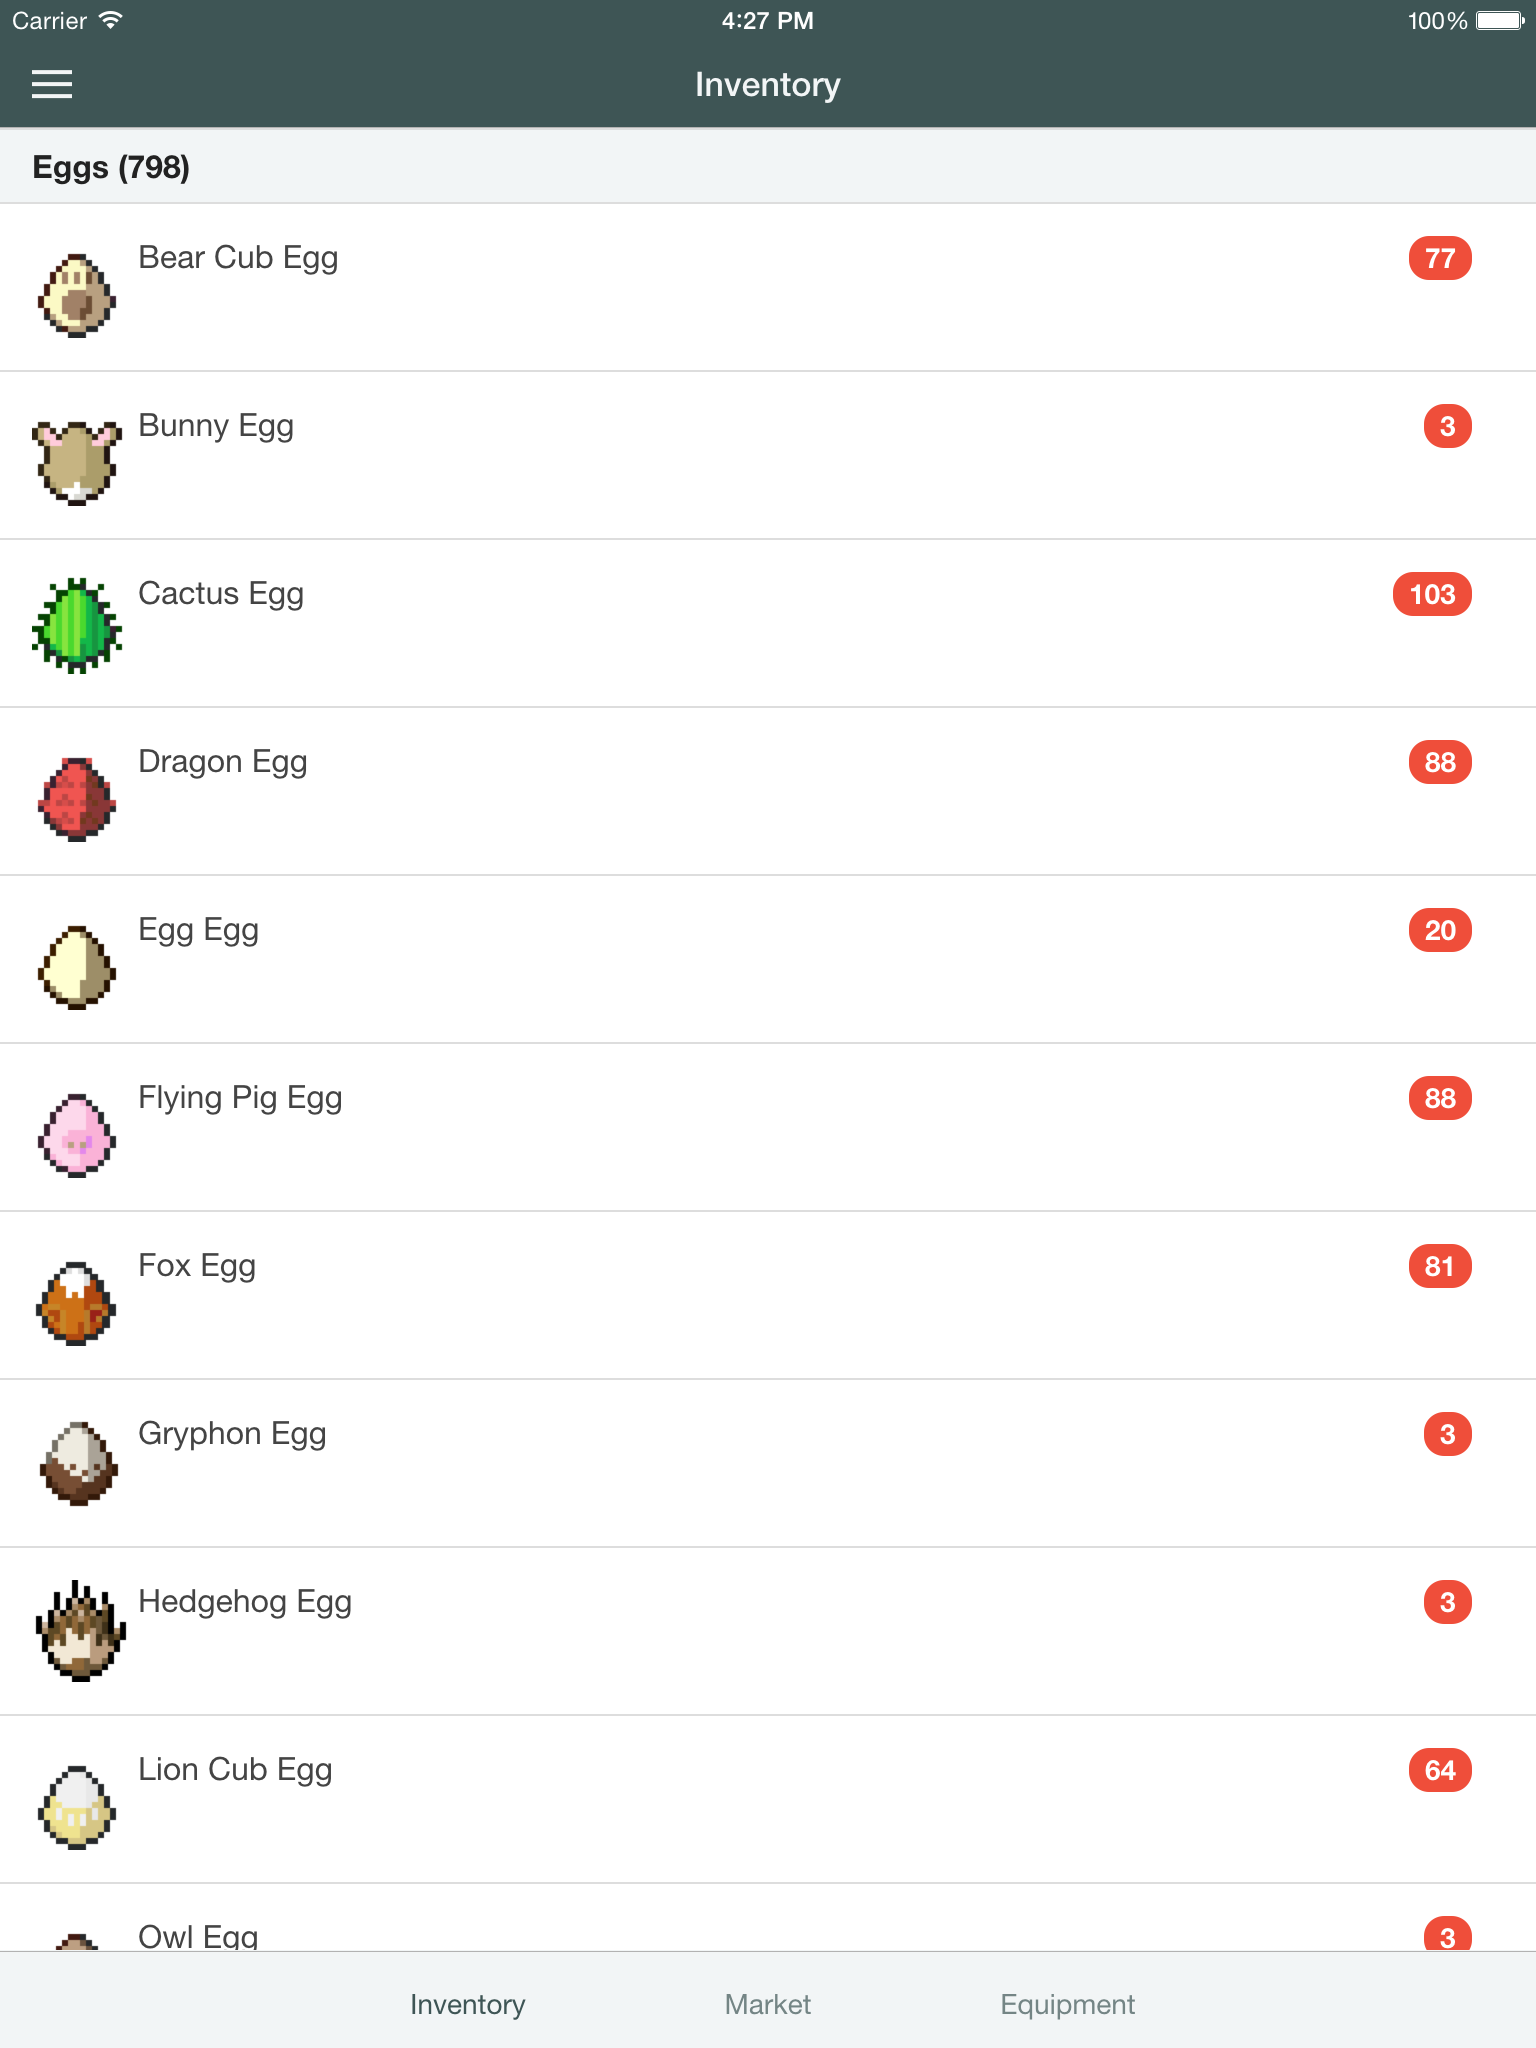 Carrier 4:27 PM 100%
Inventory
Eggs (798)
Bear Cub Egg 77
Bunny Egg 3
Cactus Egg 103
Dragon Egg 88
Egg Egg 20
Flying Pig Egg 88
Fox Egg 81
Gryphon Egg 3
Hedgehog Egg 3
Lion Cub Egg 64
Owl Egg 3
Inventory Market Equipment